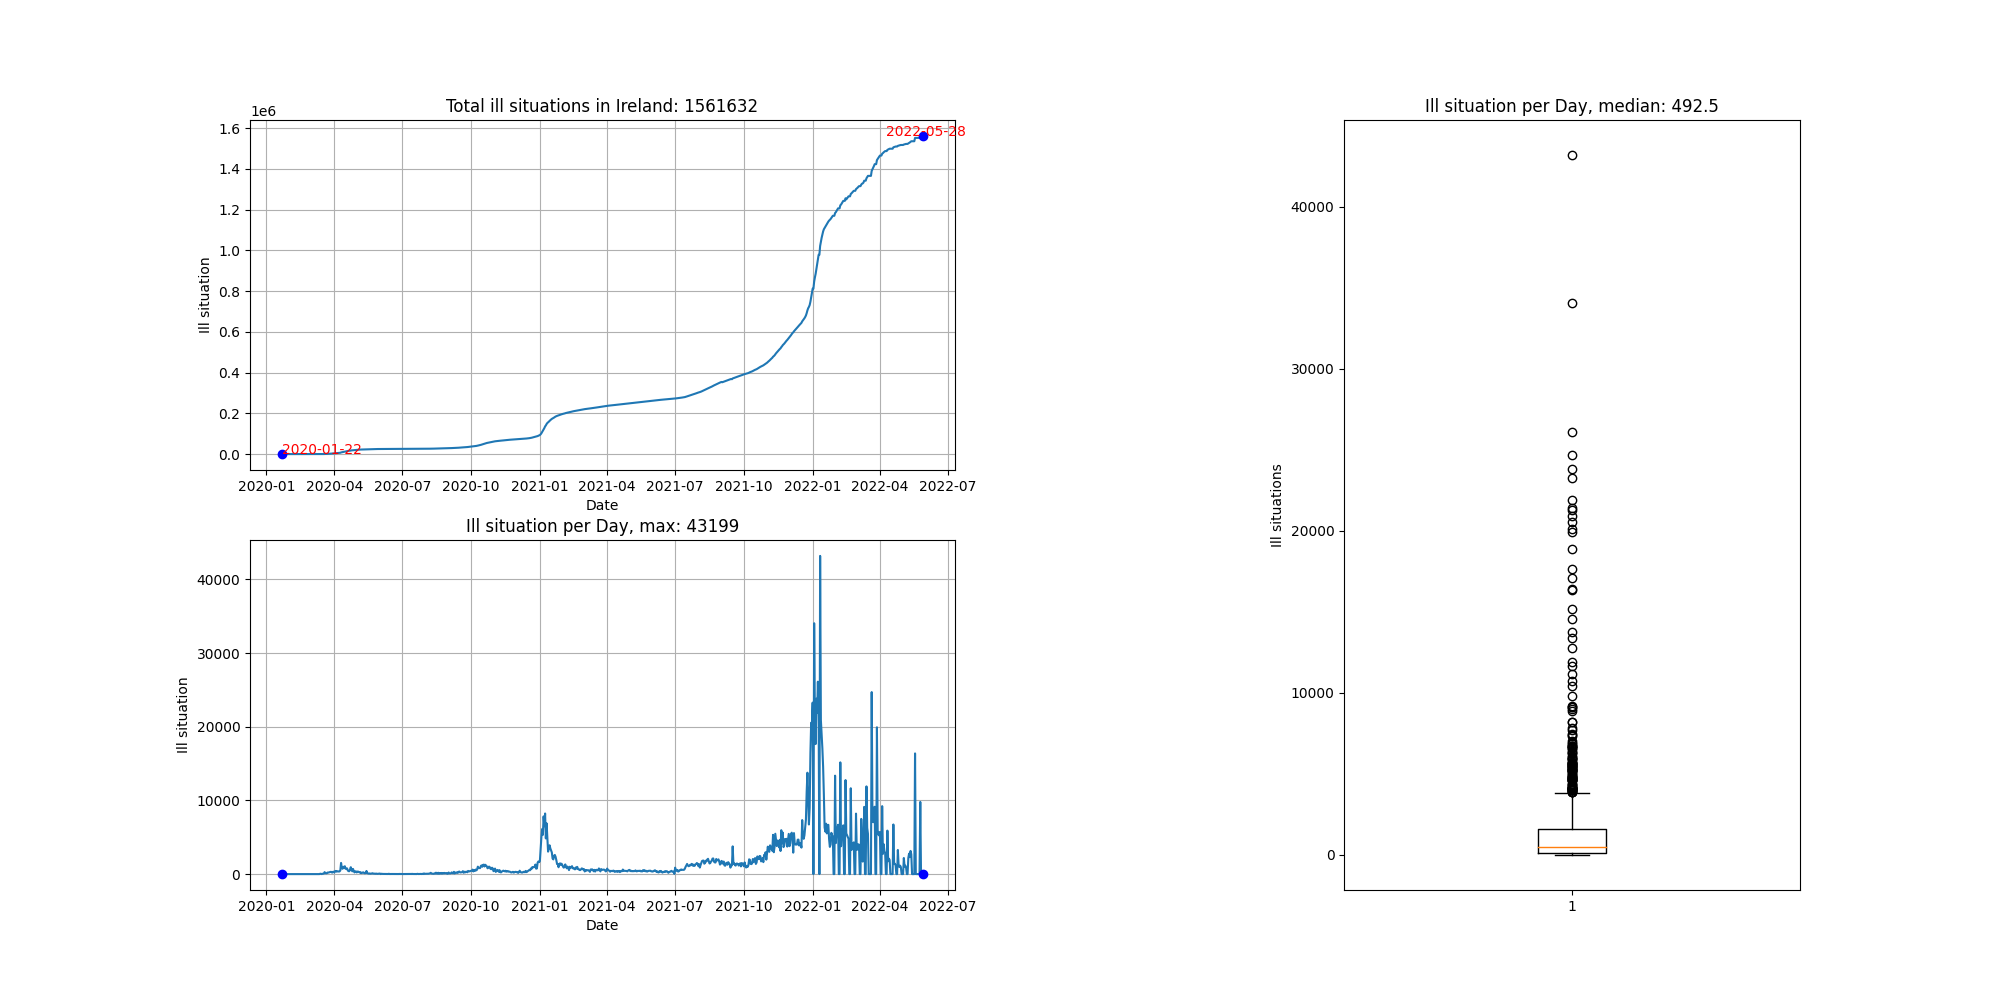 Total ill situations in Ireland: 1561632
1e6
1.6
1.4
1.2
1.0
0.8
0.6
0.4
0.2
0.0
Ill situation
2022-05-28
2020-01-22
2020-01 2020-04 2020-07 2020-10 2021-01 2021-04 2021-07 2021-10 2022-01 2022-04 2022-07
Date
Ill situation per Day, max: 43199
40000
30000
20000
10000
0
Ill situation
2020-01 2020-04 2020-07 2020-10 2021-01 2021-04 2021-07 2021-10 2022-01 2022-04 2022-07
Date
Ill situation per Day, median: 492.5
40000
30000
20000
10000
0
Ill situations
1